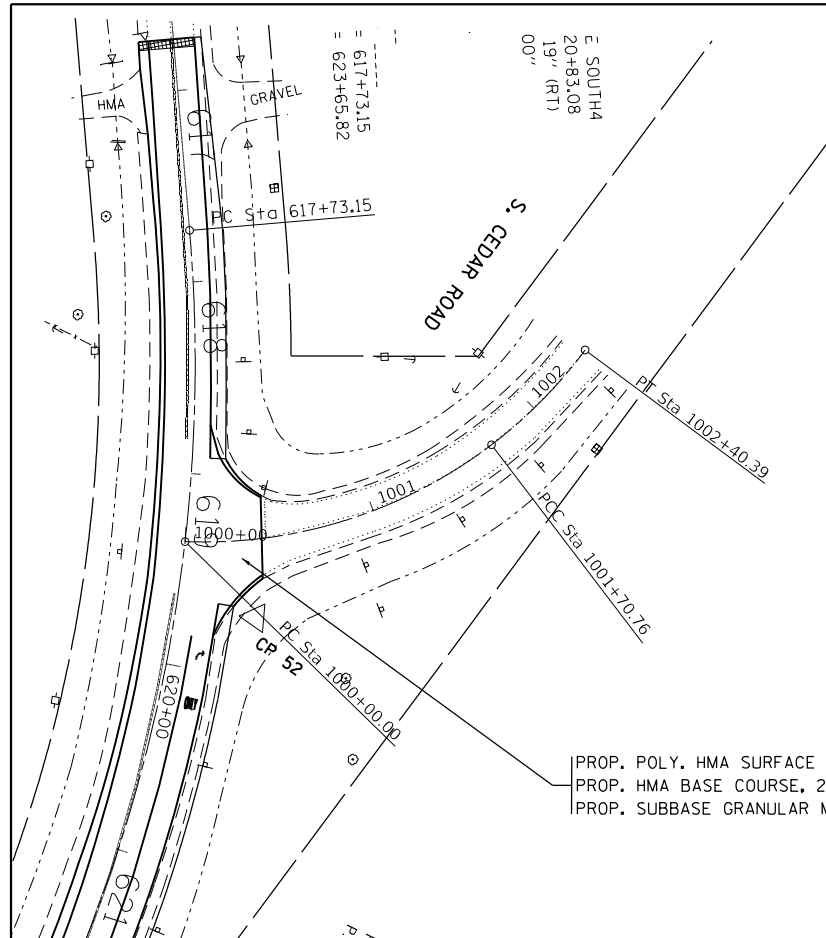 E SOUTH4
20+83.08
19'' (RT)
00''
= 617+73.15
= 623+65.82
HMA
GRAVEL
617
PC Sta 617+73.15
S. CEDAR ROAD
618
1002
PT Sta 1002+40.39
1001
619
1000+00
PCC Sta 1001+70.76
PC Sta 1000+00.00
CP 52
620+00
PROP. POLY. HMA SURFACE
PROP. HMA BASE COURSE, 2
PROP. SUBBASE GRANULAR M
621